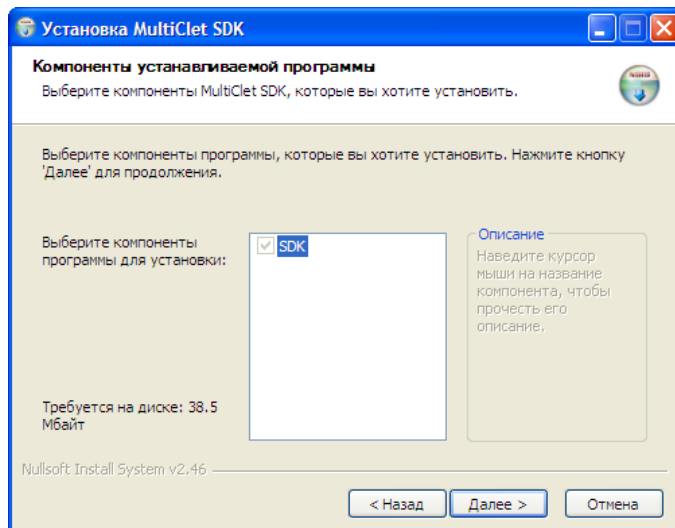 Установка MultiClet SDK
Компоненты устанавливаемой программы
Выберите компоненты MultiClet SDK, которые вы хотите установить.
Выберите компоненты программы, которые вы хотите установить. Нажмите кнопку
'Далее' для продолжения.
Выберите компоненты
программы для установки:
SDK
Описание
Наведите курсор
мыши на название
компонента, чтобы
прочесть его
описание.
Требуется на диске: 38.5
Мбайт
Nullsoft Install System v2.46
< Назад
Далее >
Отмена